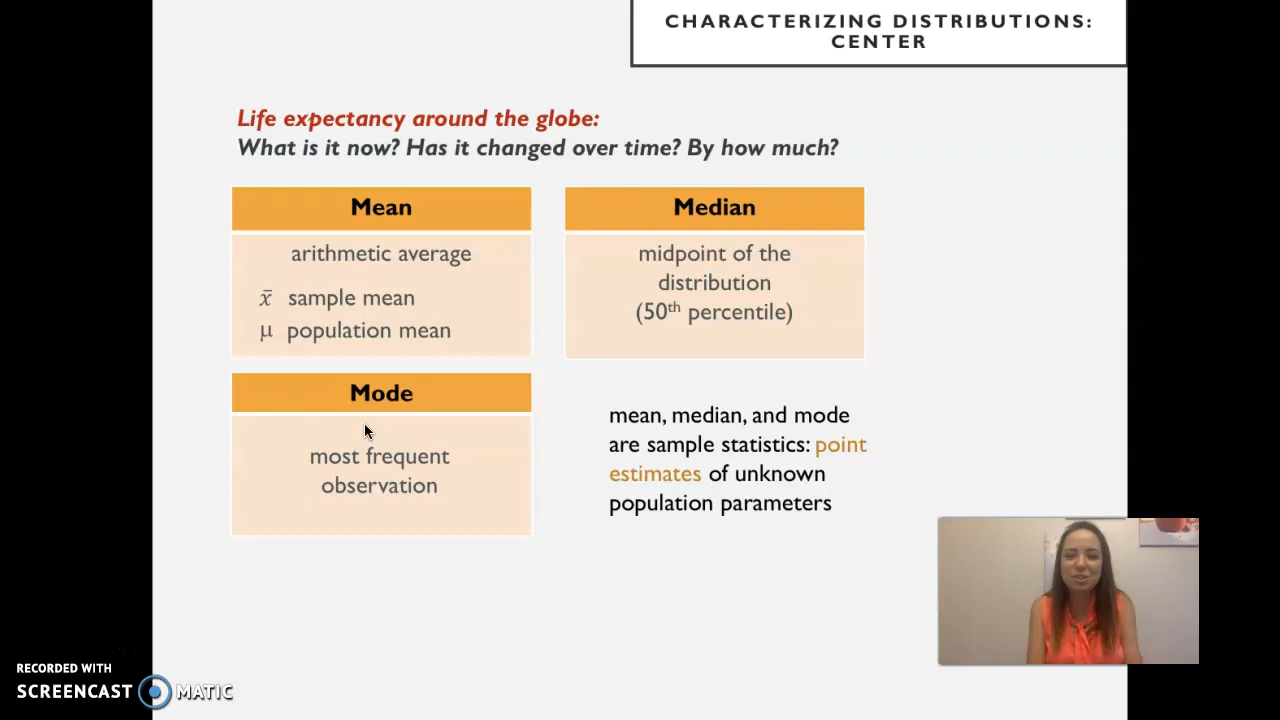 CHARACTERIZING DISTRIBUTIONS:
CENTER
Life expectancy around the globe:
What is it now? Has it changed over time? By how much?
Mean
arithmetic average
x̄ sample mean
μ population mean
Median
midpoint of the
distribution
(50th percentile)
Mode
most frequent
observation
mean, median, and mode
are sample statistics: point
estimates of unknown
population parameters
RECORDED WITH
SCREENCAST MATIC